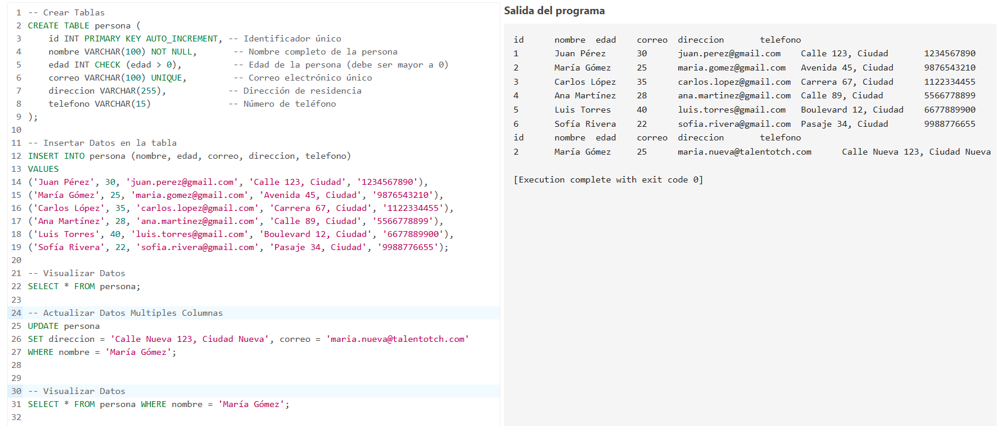 1 -- Crear Tablas
2 CREATE TABLE persona (
3 id INT PRIMARY KEY AUTO_INCREMENT, -- Identificador único
4 nombre VARCHAR(100) NOT NULL, -- Nombre completo de la persona
5 edad INT CHECK (edad > 0), -- Edad de la persona (debe ser mayor a 0)
6 correo VARCHAR(100) UNIQUE, -- Correo electrónico único
7 direccion VARCHAR(255), -- Dirección de residencia
8 telefono VARCHAR(15) -- Número de teléfono
9 );
10
11 -- Insertar Datos en la tabla
12 INSERT INTO persona (nombre, edad, correo, direccion, telefono)
13 VALUES
14 ('Juan Pérez', 30, 'juan.perez@gmail.com', 'Calle 123, Ciudad', '1234567890'),
15 ('María Gómez', 25, 'maria.gomez@gmail.com', 'Avenida 45, Ciudad', '9876543210'),
16 ('Carlos López', 35, 'carlos.lopez@gmail.com', 'Carrera 67, Ciudad', '1122334455'),
17 ('Ana Martínez', 28, 'ana.martinez@gmail.com', 'Calle 89, Ciudad', '5566778899'),
18 ('Luis Torres', 40, 'luis.torres@gmail.com', 'Boulevard 12, Ciudad', '6677889900'),
19 ('Sofía Rivera', 22, 'sofia.rivera@gmail.com', 'Pasaje 34, Ciudad', '9988776655');
20
21 -- Visualizar Datos
22 SELECT * FROM persona;
23
24 -- Actualizar Datos Multiples Columnas
25 UPDATE persona
26 SET direccion = 'Calle Nueva 123, Ciudad Nueva', correo = 'maria.nueva@talentotch.com'
27 WHERE nombre = 'María Gómez';
28
29
30 -- Visualizar Datos
31 SELECT * FROM persona WHERE nombre = 'María Gómez';
32
Salida del programa
id nombre edad correo direccion telefono
1 Juan Pérez 30 juan.perez@gmail.com Calle 123, Ciudad 1234567890
2 María Gómez 25 maria.gomez@gmail.com Avenida 45, Ciudad 9876543210
3 Carlos López 35 carlos.lopez@gmail.com Carrera 67, Ciudad 1122334455
4 Ana Martínez 28 ana.martinez@gmail.com Calle 89, Ciudad 5566778899
5 Luis Torres 40 luis.torres@gmail.com Boulevard 12, Ciudad 6677889900
6 Sofía Rivera 22 sofia.rivera@gmail.com Pasaje 34, Ciudad 9988776655
id nombre edad correo direccion telefono
2 María Gómez 25 maria.nueva@talentotch.com Calle Nueva 123, Ciudad Nueva
[Execution complete with exit code 0]